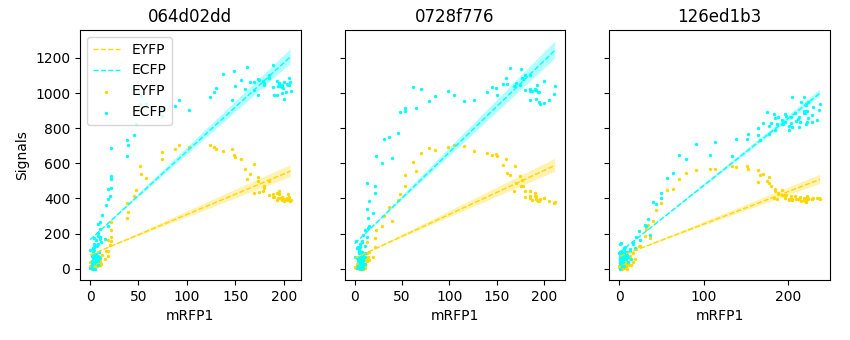 064d02dd
0728f776
126ed1b3
Signals
1200
1000
800
600
400
200
0
EYFP
ECFP
EYFP
ECFP
0 50 100 150 200
0 50 100 150 200
0 100 200
mRFP1
mRFP1
mRFP1